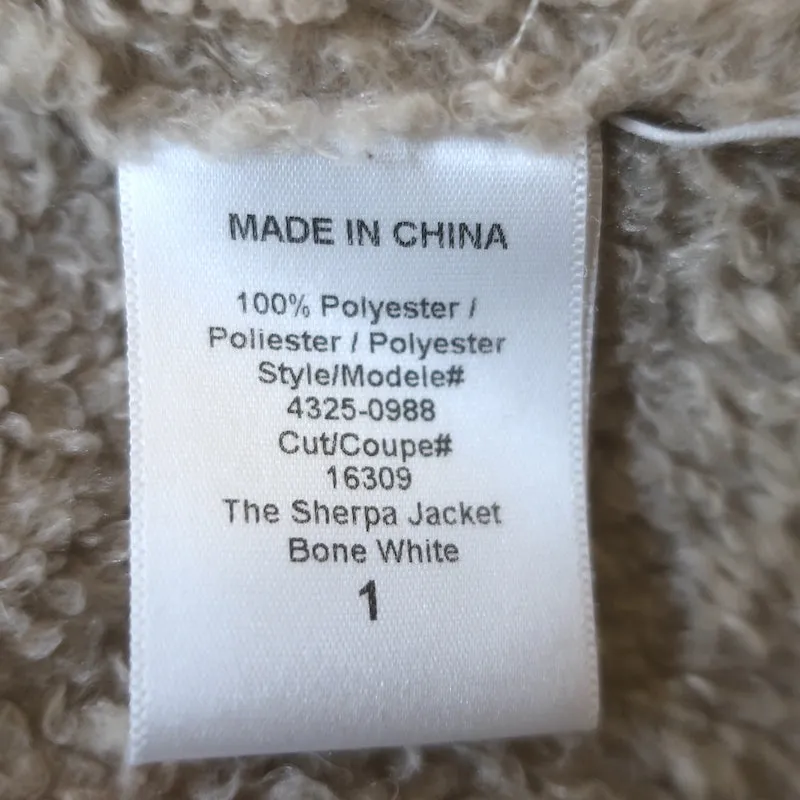 MADE IN CHINA
100% Polyester /
Poliester / Polyester
Style/Modele#
4325-0988
Cut/Coupe#
16309
The Sherpa Jacket
Bone White
1